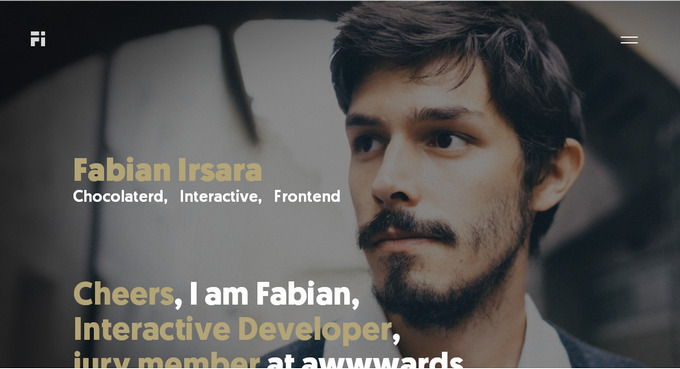 Fi
Fabian Irsara
Chocolaterd, Interactive, Frontend
Cheers, I am Fabian,
Interactive Developer,
jury member at awwwards